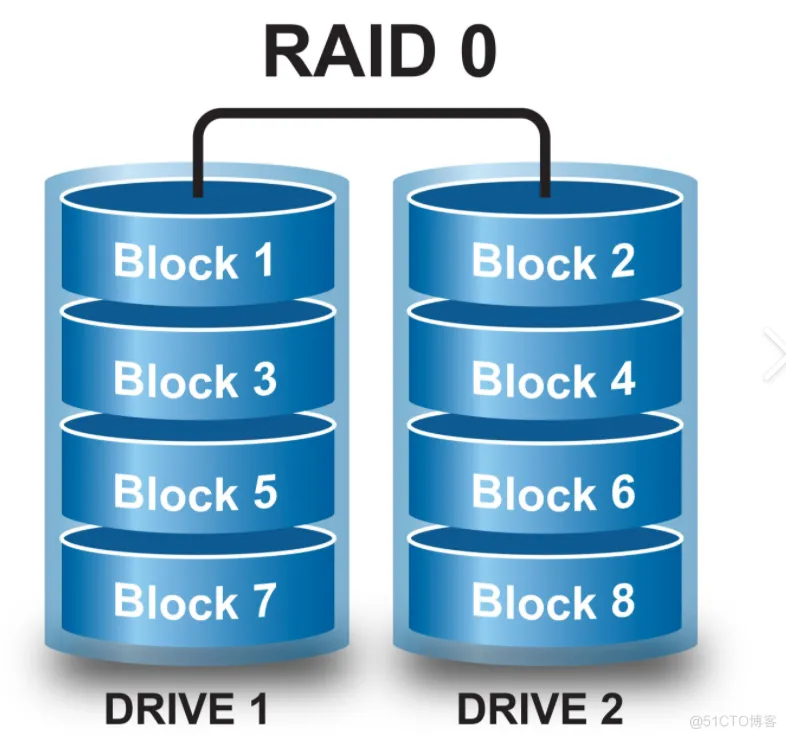 RAID 0
Block 1
Block 2
Block 3
Block 4
Block 5
Block 6
Block 7
Block 8
DRIVE 1
DRIVE 2
@51CTO博客